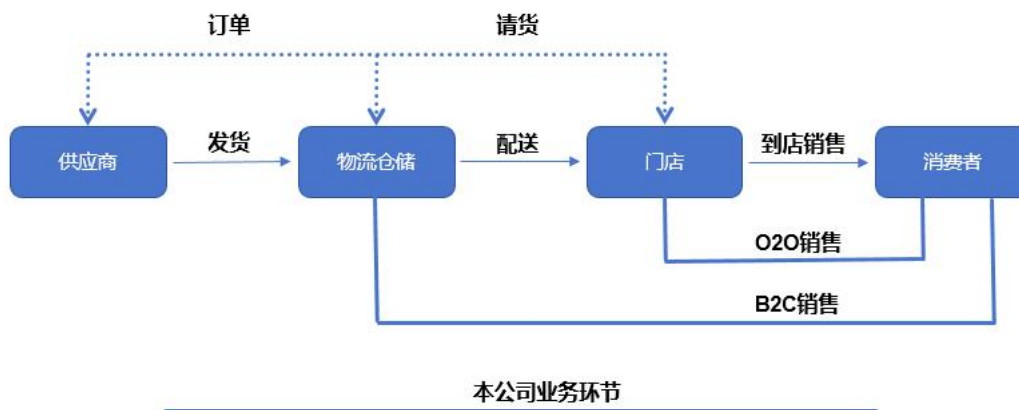 订单
请货
供应商
发货
物流仓储
配送
门店
到店销售
消费者
O2O销售
B2C销售
本公司业务环节